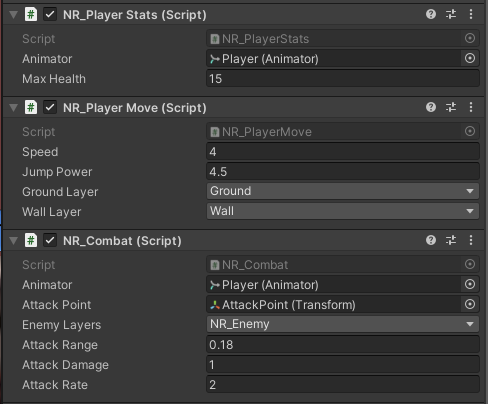 NR_Player Stats (Script)
Script NR_PlayerStats
Animator Player (Animator)
Max Health 15
NR_Player Move (Script)
Script NR_PlayerMove
Speed 4
Jump Power 4.5
Ground Layer Ground
Wall Layer Wall
NR_Combat (Script)
Script NR_Combat
Animator Player (Animator)
Attack Point AttackPoint (Transform)
Enemy Layers NR_Enemy
Attack Range 0.18
Attack Damage 1
Attack Rate 2